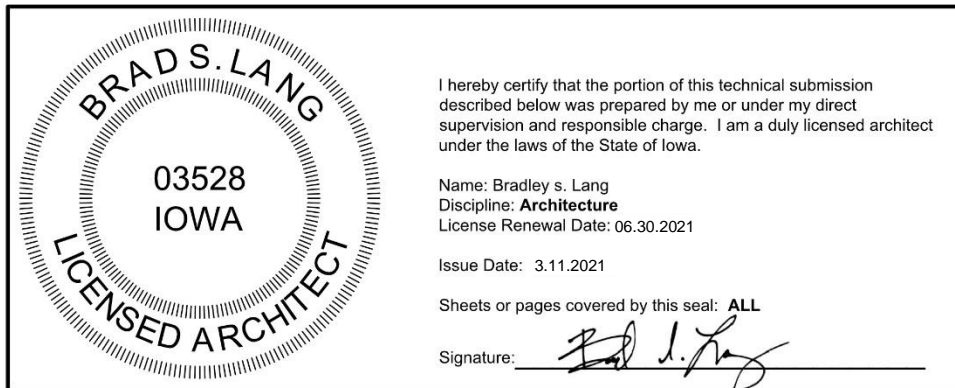 BRAD S. LANG
03528
IOWA
LICENSED ARCHITECT
I hereby certify that the portion of this technical submission
described below was prepared by me or under my direct
supervision and responsible charge. I am a duly licensed architect
under the laws of the State of Iowa.
Name: Bradley s. Lang
Discipline: Architecture
License Renewal Date: 06.30.2021
Issue Date: 3.11.2021
Sheets or pages covered by this seal: ALL
Signature: Brad S. Lang